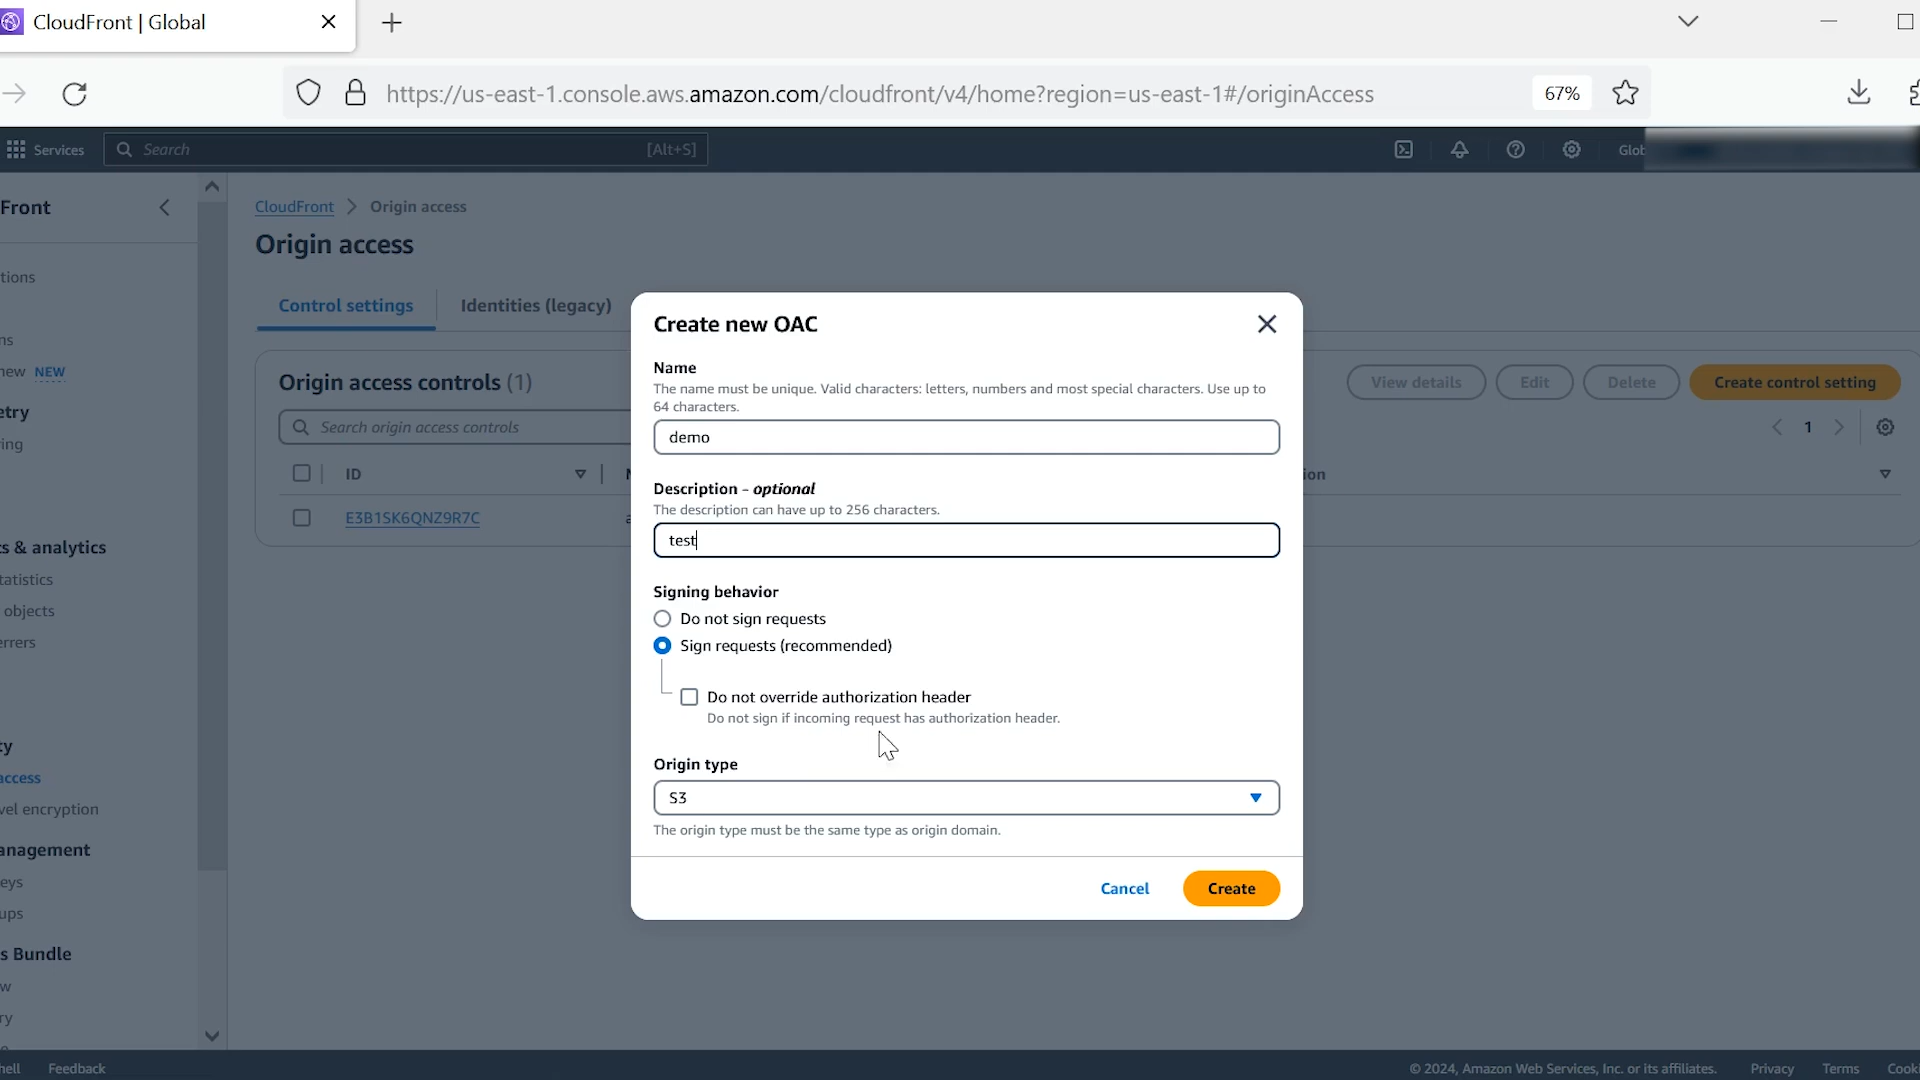 CloudFront | Global
https://us-east-1.console.aws.amazon.com/cloudfront/v4/home?region=us-east-1#/originAccess
67%
Services
Search
[Alt+S]
Glob
Front
CloudFront
Origin access
Origin access
tions
ns
new NEW
etry
ing
s & analytics
tatistics
objects
errers
ty
access
vel encryption
anagement
eys
ups
s Bundle
w
ry
Control settings
Identities (legacy)
Origin access controls (1)
View details
Edit
Delete
Create control setting
Search origin access controls
1
ID
ion
E3B1SK6QNZ9R7C
a
Create new OAC
Name
The name must be unique. Valid characters: letters, numbers and most special characters. Use up to
64 characters.
demo
Description - optional
The description can have up to 256 characters.
test
Signing behavior
Do not sign requests
Sign requests (recommended)
Do not override authorization header
Do not sign if incoming request has authorization header.
Origin type
S3
The origin type must be the same type as origin domain.
Cancel
Create
hell
Feedback
© 2024, Amazon Web Services, Inc. or its affiliates.
Privacy
Terms
Cook